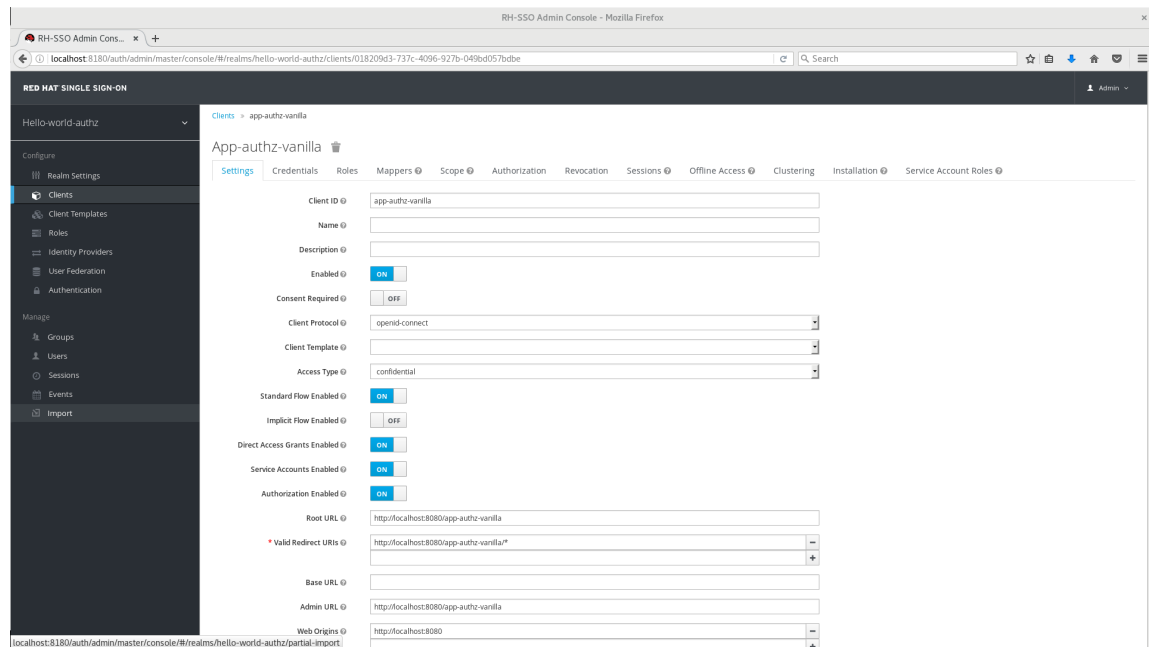 RH-SSO Admin Console - Mozilla Firefox
RH-SSO Admin Cons...
localhost:8180/auth/admin/master/console/#/realms/hello-world-authz/clients/018209d3-737c-4096-927b-049bd057bdbe
Search
RED HAT SINGLE SIGN-ON
Admin
Hello-world-authz
Configure
Realm Settings
Clients
Client Templates
Roles
Identity Providers
User Federation
Authentication
Manage
Groups
Users
Sessions
Events
Import
Clients » app-authz-vanilla
App-authz-vanilla
Settings Credentials Roles Mappers Scope Authorization Revocation Sessions Offline Access Clustering Installation Service Account Roles
Client ID app-authz-vanilla
Name
Description
Enabled ON
Consent Required OFF
Client Protocol openid-connect
Client Template
Access Type confidential
Standard Flow Enabled ON
Implicit Flow Enabled OFF
Direct Access Grants Enabled ON
Service Accounts Enabled ON
Authorization Enabled ON
Root URL http://localhost:8080/app-authz-vanilla
* Valid Redirect URIs http://localhost:8080/app-authz-vanilla/*
Base URL
Admin URL http://localhost:8080/app-authz-vanilla
Web Origins http://localhost:8080
localhost:8180/auth/admin/master/console/#/realms/hello-world-authz/partial-import